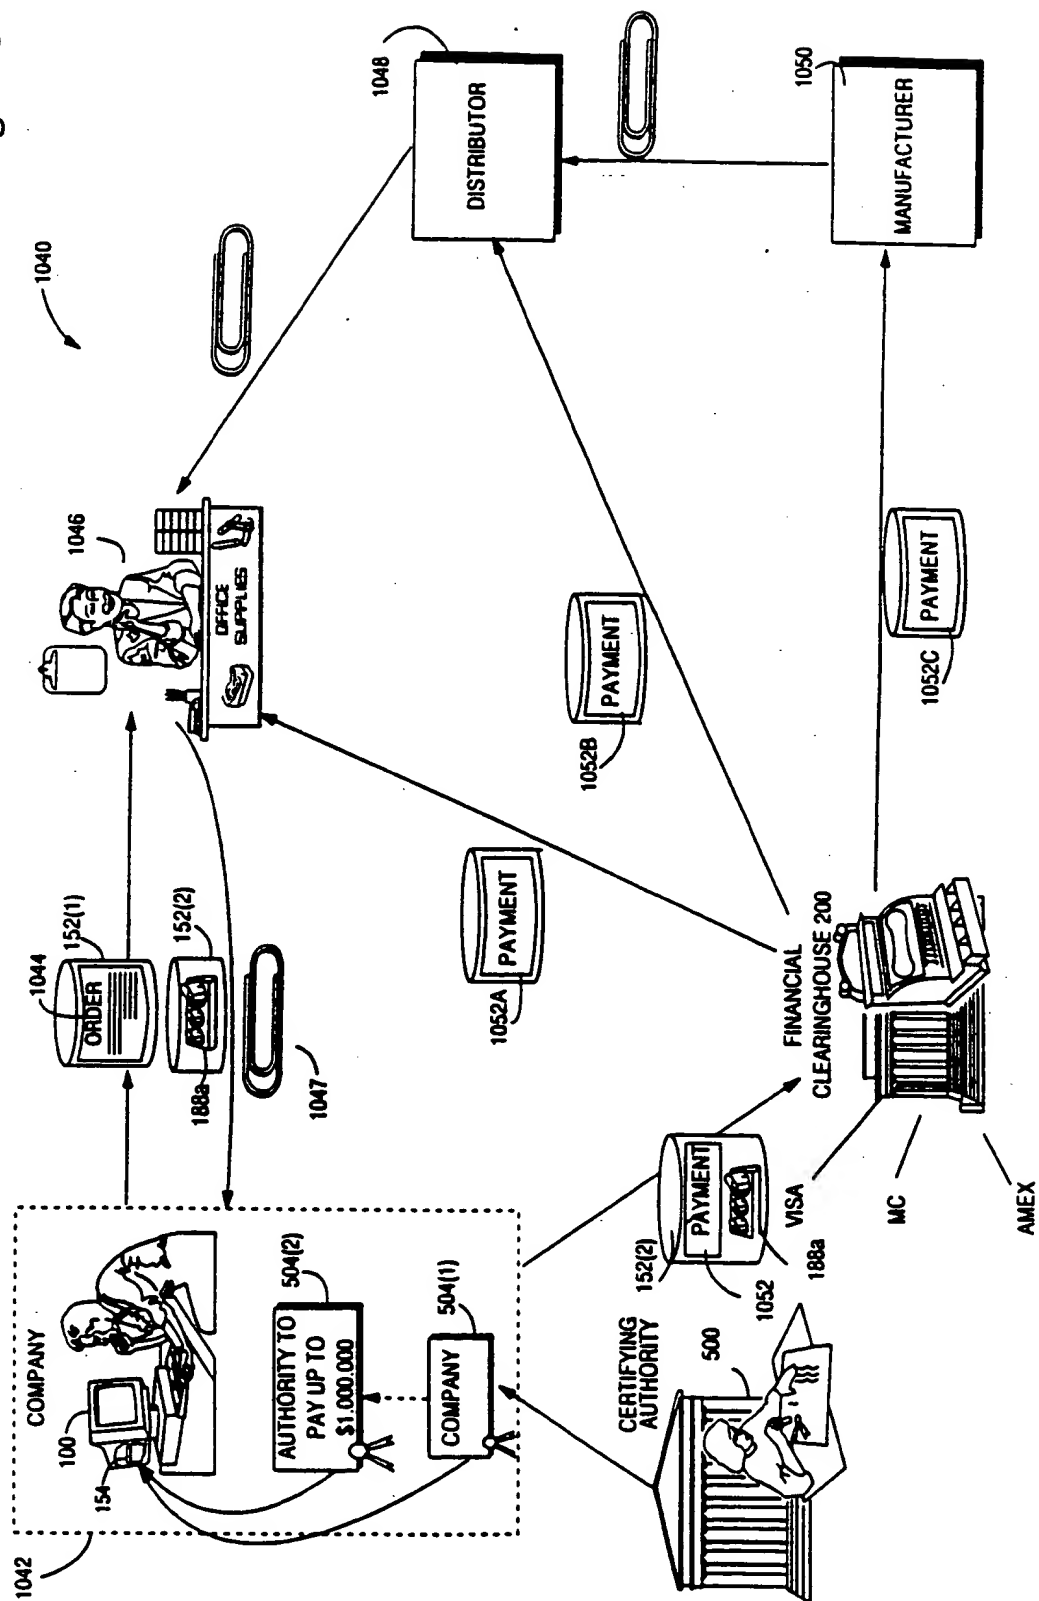 1040
1042
COMPANY
100
154
AUTHORITY TO
PAY UP TO
$1.000.000
504(2)
COMPANY
504(1)
1044
ORDER
152(1)
152(2)
188a
1047
1046
OFFICE
SUPPLIES
1048
DISTRIBUTOR
1050
MANUFACTURER
CERTIFYING
AUTHORITY
500
152(2)
PAYMENT
1052
188a
VISA
MC
AMEX
FINANCIAL
CLEARINGHOUSE 200
PAYMENT
1052A
PAYMENT
1052B
PAYMENT
1052C